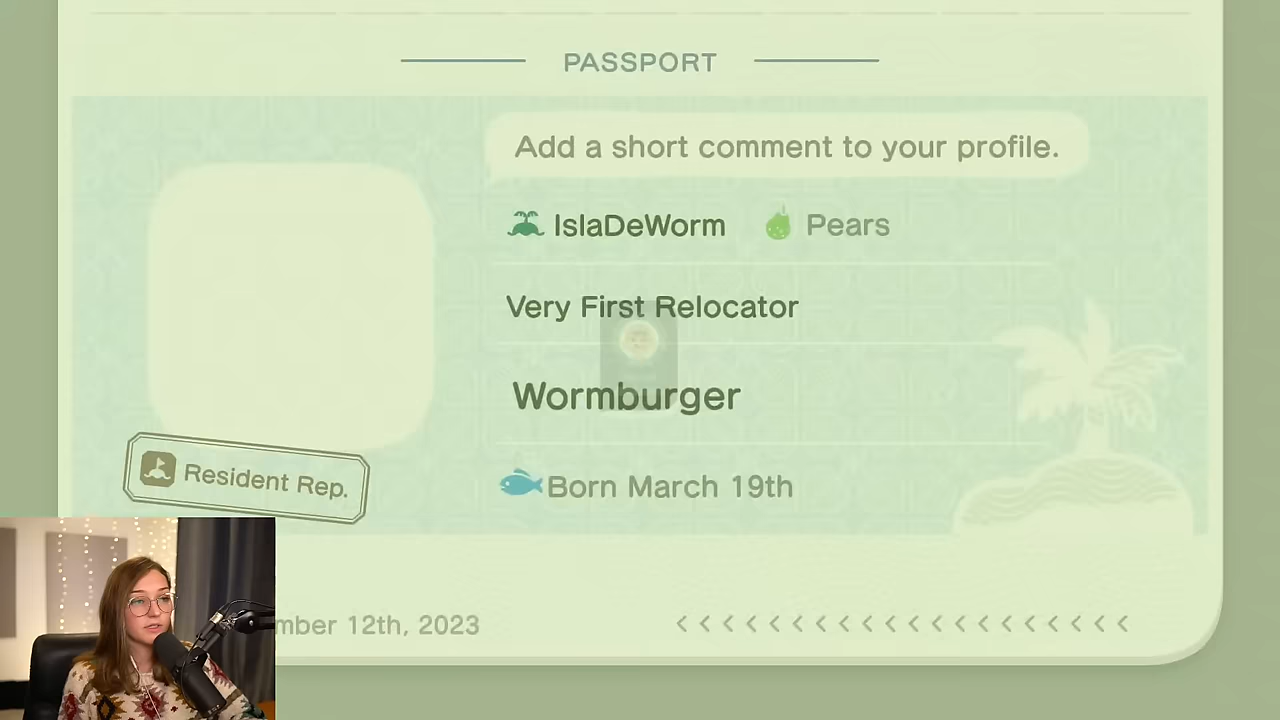 PASSPORT
Add a short comment to your profile.
IslaDeWorm Pears
Very First Relocator
Wormburger
Born March 19th
Resident Rep.
12th, 2023 <<<<<<<<<<<<<<<<<<<<